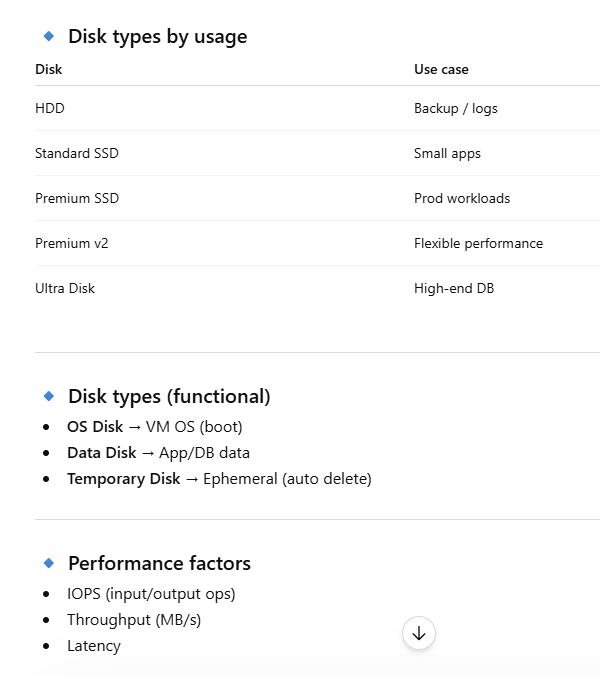 Disk types by usage
Disk Use case
HDD Backup / logs
Standard SSD Small apps
Premium SSD Prod workloads
Premium v2 Flexible performance
Ultra Disk High-end DB
Disk types (functional)
OS Disk → VM OS (boot)
Data Disk → App/DB data
Temporary Disk → Ephemeral (auto delete)
Performance factors
IOPS (input/output ops)
Throughput (MB/s)
Latency